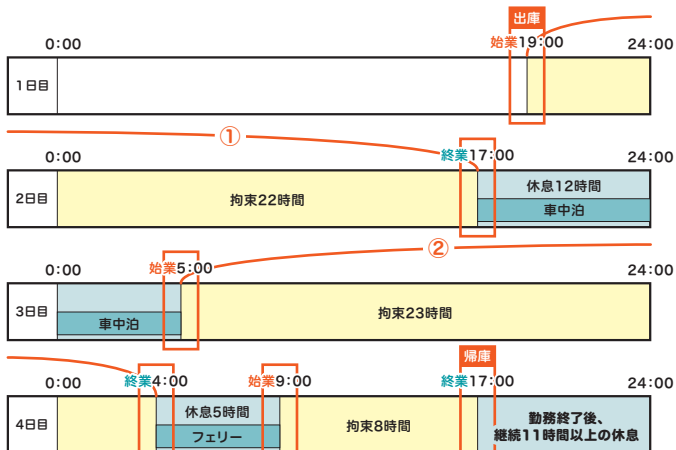 出庫
0:00 始業19:00 24:00
1日目
①
0:00 終業17:00 24:00
2日目 拘束22時間 休息12時間
車中泊
②
0:00 始業5:00 24:00
3日目 車中泊 拘束23時間
帰庫
0:00 終業4:00 始業9:00 終業17:00 24:00
4日目 休息5時間 拘束8時間 勤務終了後、
フェリー 継続11時間以上の休息